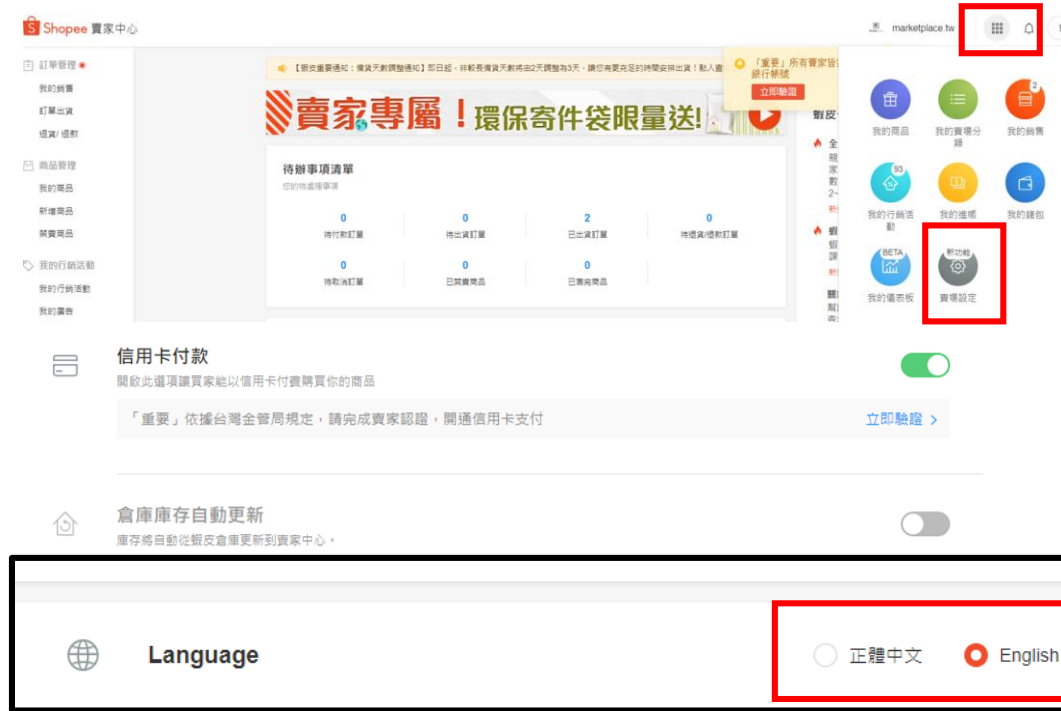 Shopee 賣家中心
marketplace.tw
訂單管理
我的銷售
訂單出貨
退貨/退款
商品管理
我的商品
新增商品
禁賣商品
我的行銷活動
我的行銷活動
我的廣告
【蝦皮重要通知:備貨天數調整通知】即日起,非較長備貨天數將由2天調整為3天,讓您有更充足的時間安排出貨!點入
「重要」所有賣家皆
銀行帳號
立即驗證
賣家專屬!環保寄件袋限量送!
待辦事項清單
您的待處理事項
0
待付款訂單
0
待出貨訂單
2
已出貨訂單
0
待退貨/退款訂單
0
待取消訂單
0
已禁賣商品
0
已售完商品
我的商品
我的賣場分類
2
我的銷售
93
我的行銷活動
我的進帳
我的錢包
BETA
我的儀表板
新功能
賣場設定
信用卡付款
開啟此選項讓買家能以信用卡付費購買你的商品
「重要」依據台灣金管局規定,請完成賣家認證,開通信用卡支付
立即驗證 >
倉庫庫存自動更新
庫存將自動從蝦皮倉庫更新到賣家中心。
Language
正體中文
English